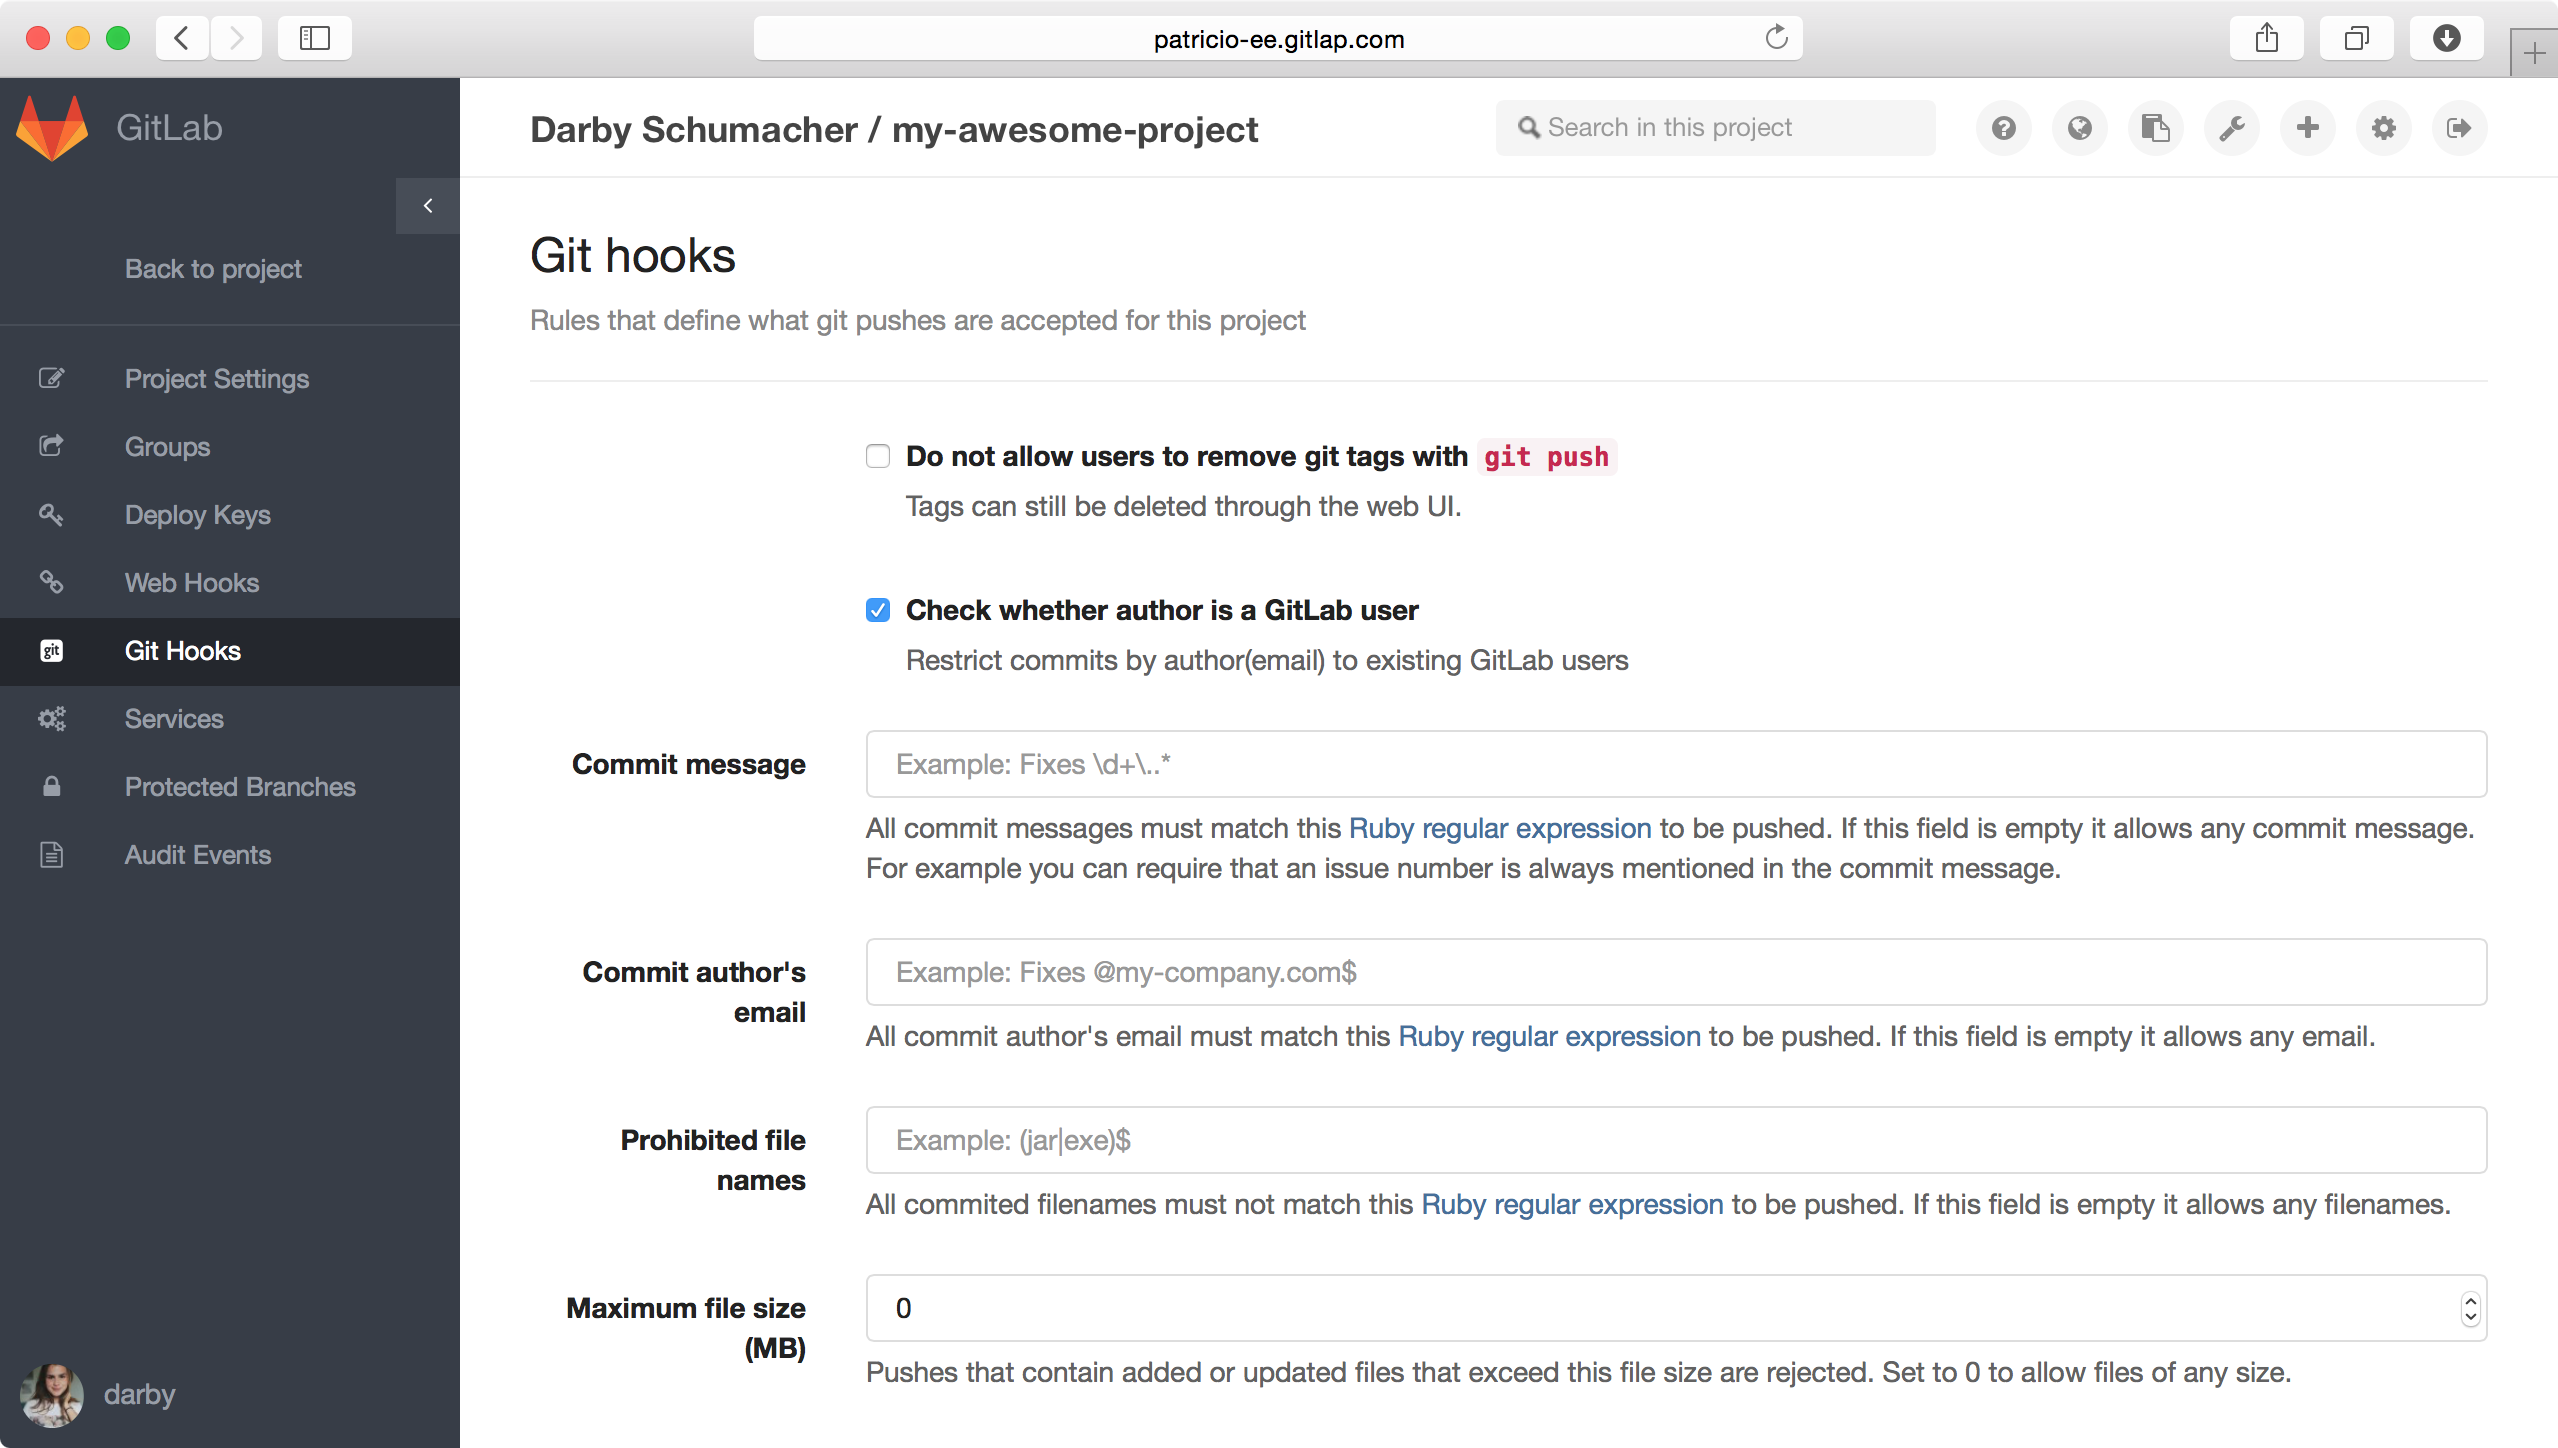 patricio-ee.gitlap.com
GitLab
Darby Schumacher / my-awesome-project
Search in this project
Back to project
Project Settings
Groups
Deploy Keys
Web Hooks
git
Git Hooks
Services
Protected Branches
Audit Events
darby
Git hooks
Rules that define what git pushes are accepted for this project
Do not allow users to remove git tags with git push
Tags can still be deleted through the web UI.
Check whether author is a GitLab user
Restrict commits by author(email) to existing GitLab users
Commit message
Example: Fixes \d+\..*
All commit messages must match this Ruby regular expression to be pushed. If this field is empty it allows any commit message.
For example you can require that an issue number is always mentioned in the commit message.
Commit author's
email
Example: Fixes @my-company.com$
All commit author's email must match this Ruby regular expression to be pushed. If this field is empty it allows any email.
Prohibited file
names
Example: (jar|exe)$
All commited filenames must not match this Ruby regular expression to be pushed. If this field is empty it allows any filenames.
Maximum file size
(MB)
0
Pushes that contain added or updated files that exceed this file size are rejected. Set to 0 to allow files of any size.